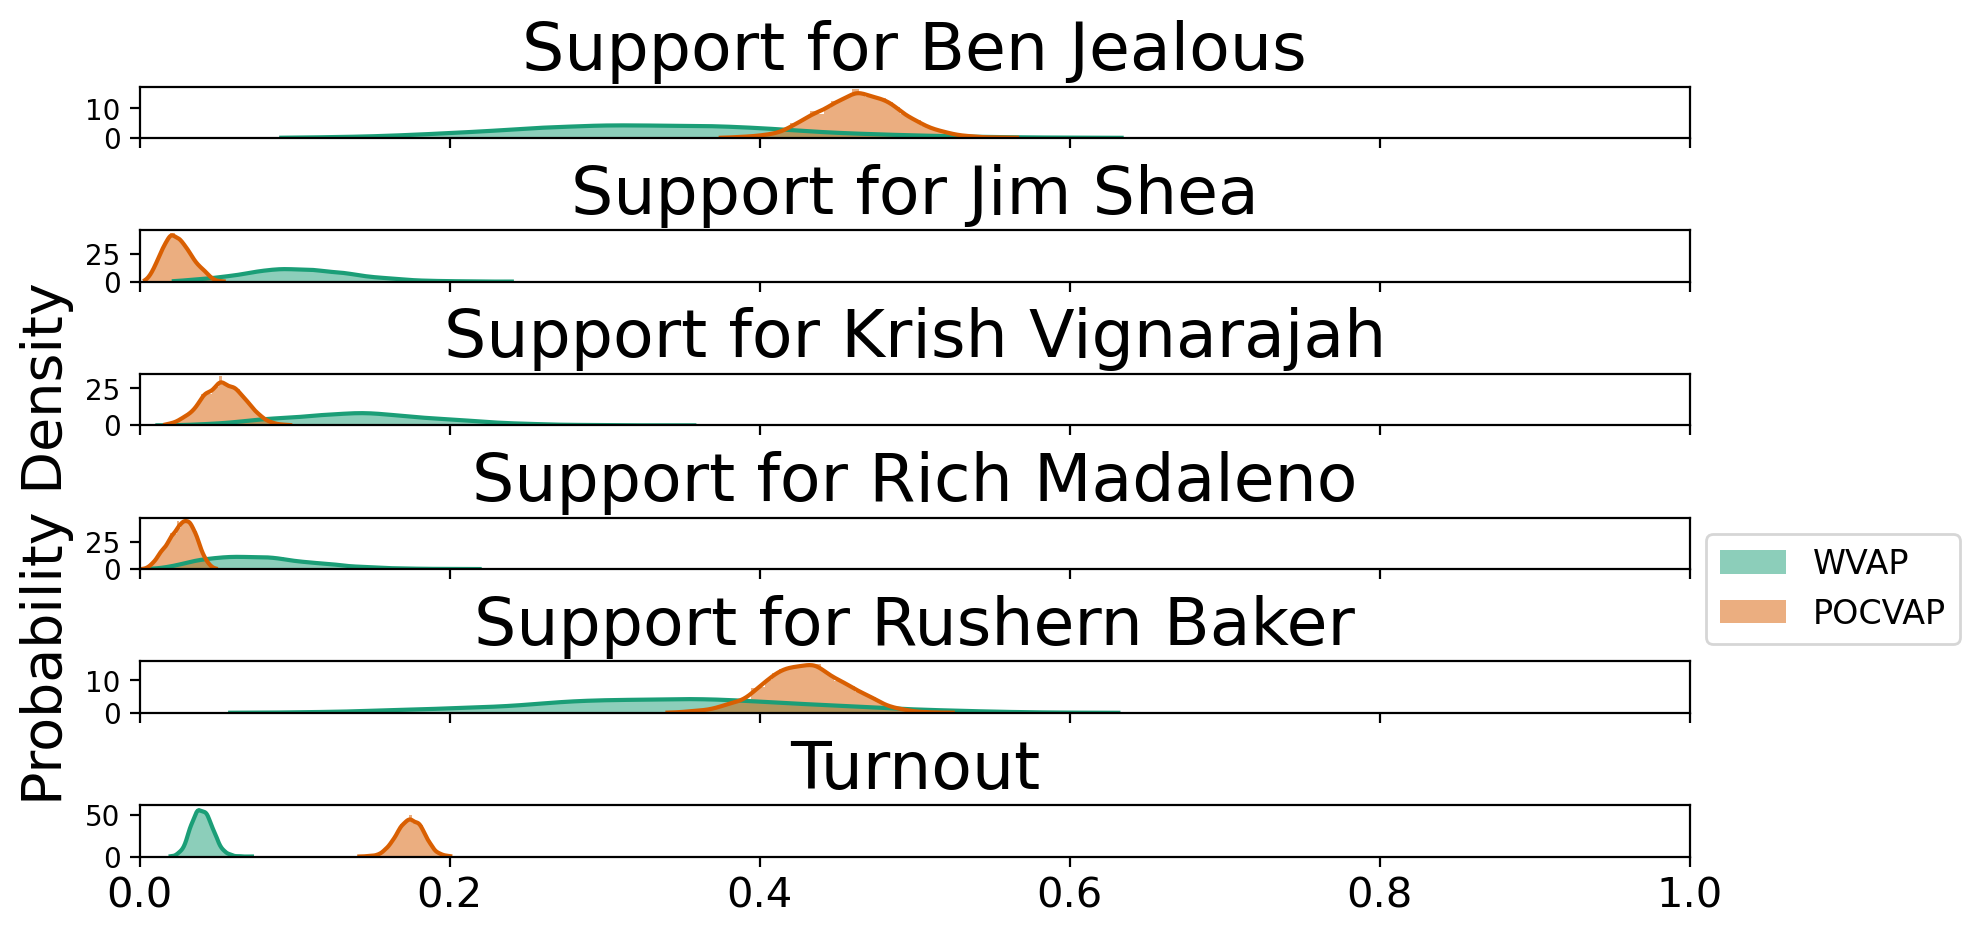 Support for Ben Jealous
10
0
Support for Jim Shea
25
0
Support for Krish Vignarajah
25
0
Support for Rich Madaleno
25
0
Support for Rushern Baker
10
0
Turnout
50
0
0.0 0.2 0.4 0.6 0.8 1.0
Probability Density
WVAP
POCVAP